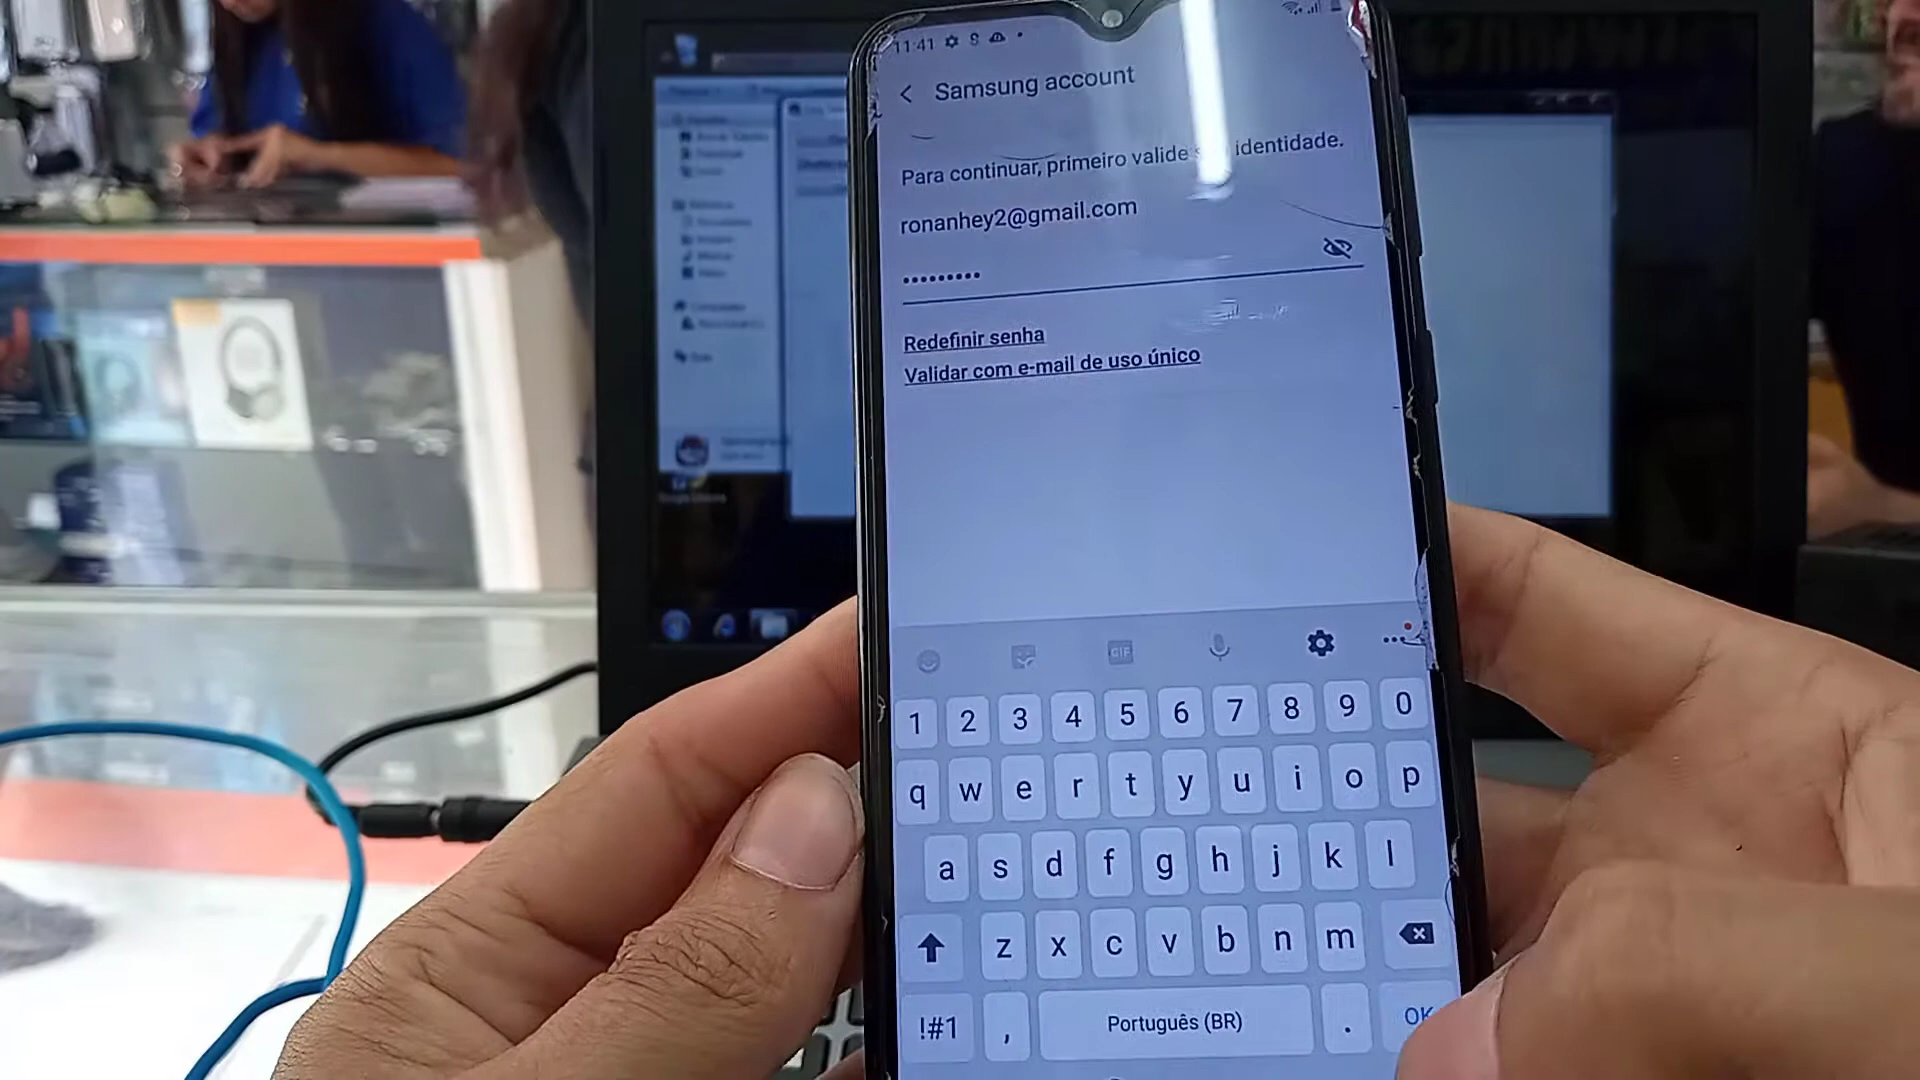 11:41
Samsung account
Para continuar, primeiro valide identidade.
ronanhey2@gmail.com
•••••••••
Redefinir senha
Validar com e-mail de uso único
GIF
1 2 3 4 5 6 7 8 9 0
q w e r t y u i o p
a s d f g h j k l
z x c v b n m
!#1 , Português (BR) . OK